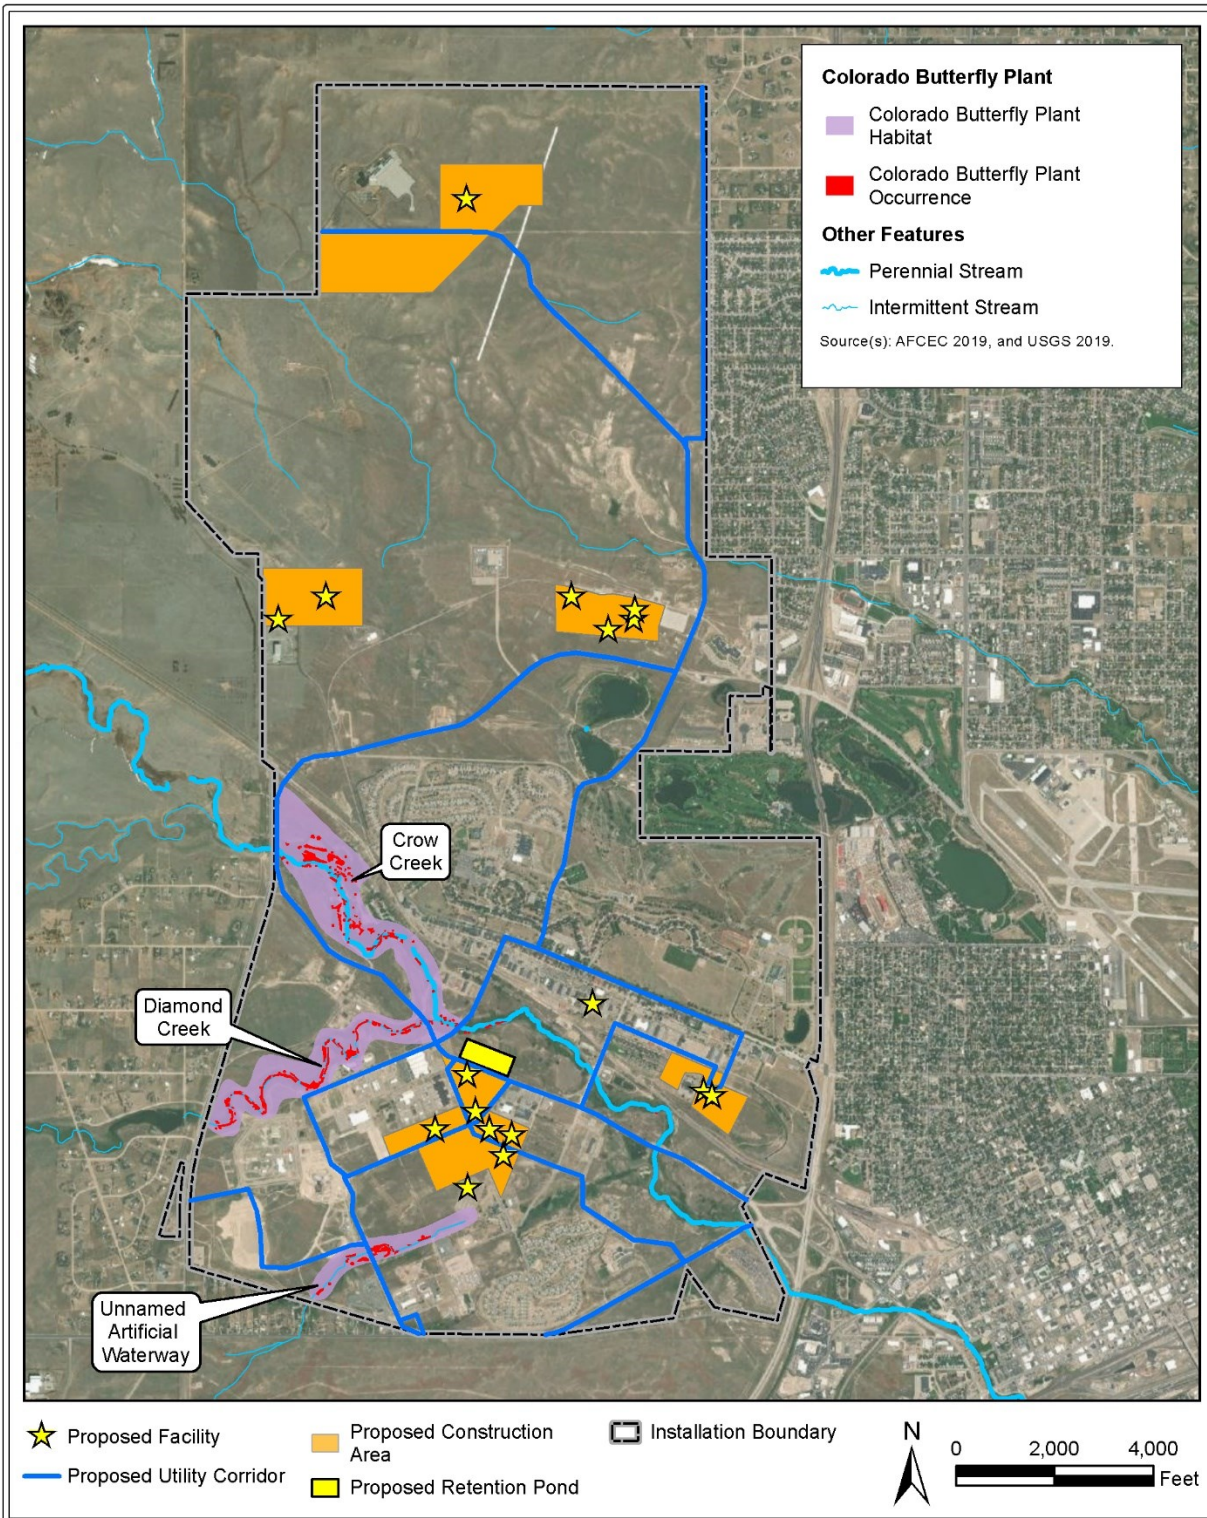 Colorado Butterfly Plant
Colorado Butterfly Plant
Habitat
Colorado Butterfly Plant
Occurrence
Other Features
Perennial Stream
Intermittent Stream
Source(s): AFCEC 2019, and USGS 2019.
Crow
Creek
Diamond
Creek
Unnamed
Artificial
Waterway
Proposed Facility
Proposed Utility Corridor
Proposed Construction
Area
Proposed Retention Pond
Installation Boundary
N
0 2,000 4,000
Feet